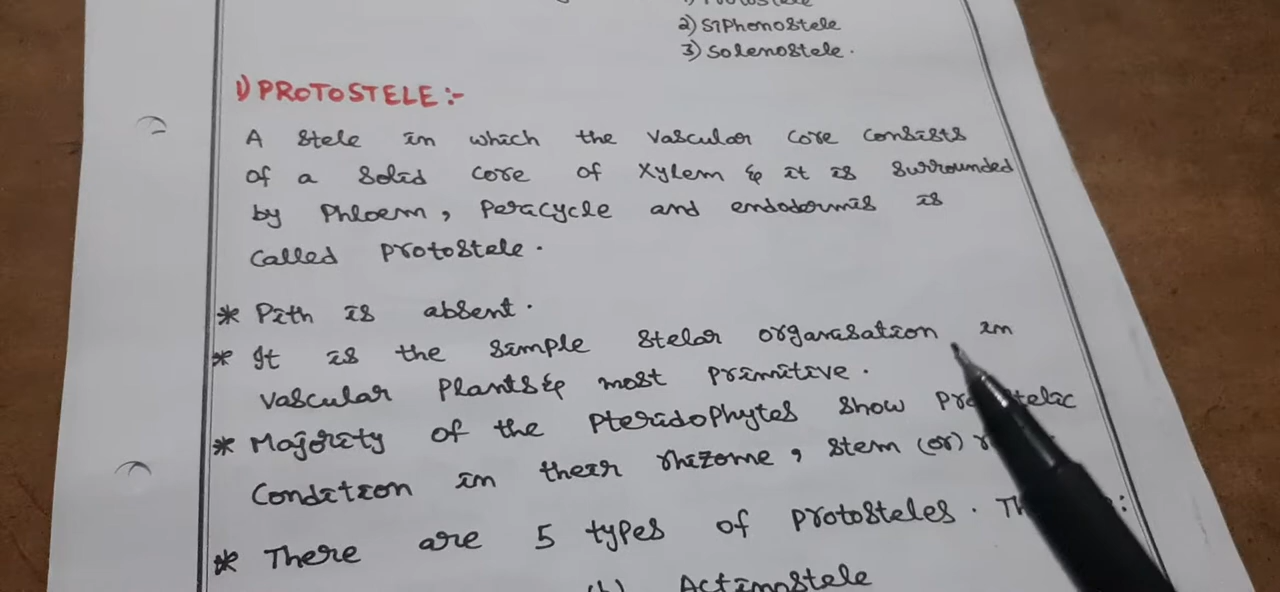 2) Siphonostele
3) Solenostele.
1) PROTOSTELE :-
A Stele in which the Vascular Core Consists
of a Solid Core of Xylem & it is Surrounded
by Phloem, Pericycle and endodermis is
Called Protostele.
* Pith is absent.
* It is the Simple Stelar organisation in
Vascular Plants & most Primitive.
* Majority of the Pteridophytes Show
Condition in their rhizome, Stem (or)
* There are 5 types of Protosteles.
(b) Actinostele